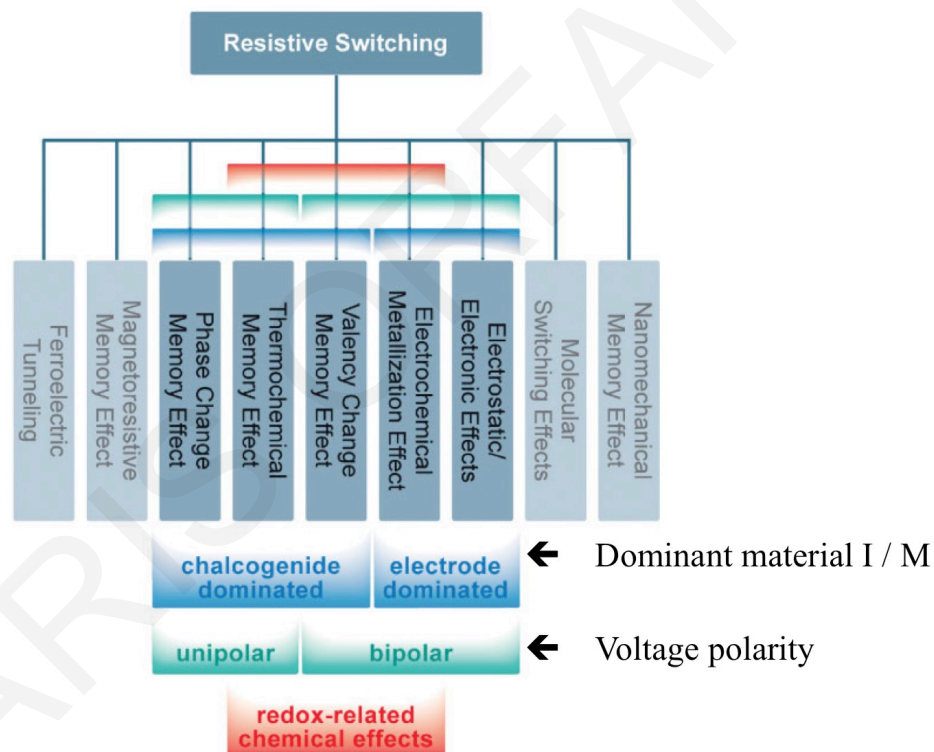 Resistive Switching
Ferroelectric
Tunneling
Magnetoresistive
Memory Effect
Phase Change
Memory Effect
Thermochemical
Memory Effect
Valency Change
Memory Effect
Electrochemical
Metallization Effect
Electrostatic/
Electronic Effects
Molecular
Switching Effects
Nanomechanical
Memory Effect
chalcogenide
dominated
electrode
dominated
← Dominant material I / M
unipolar
bipolar
← Voltage polarity
redox-related
chemical effects